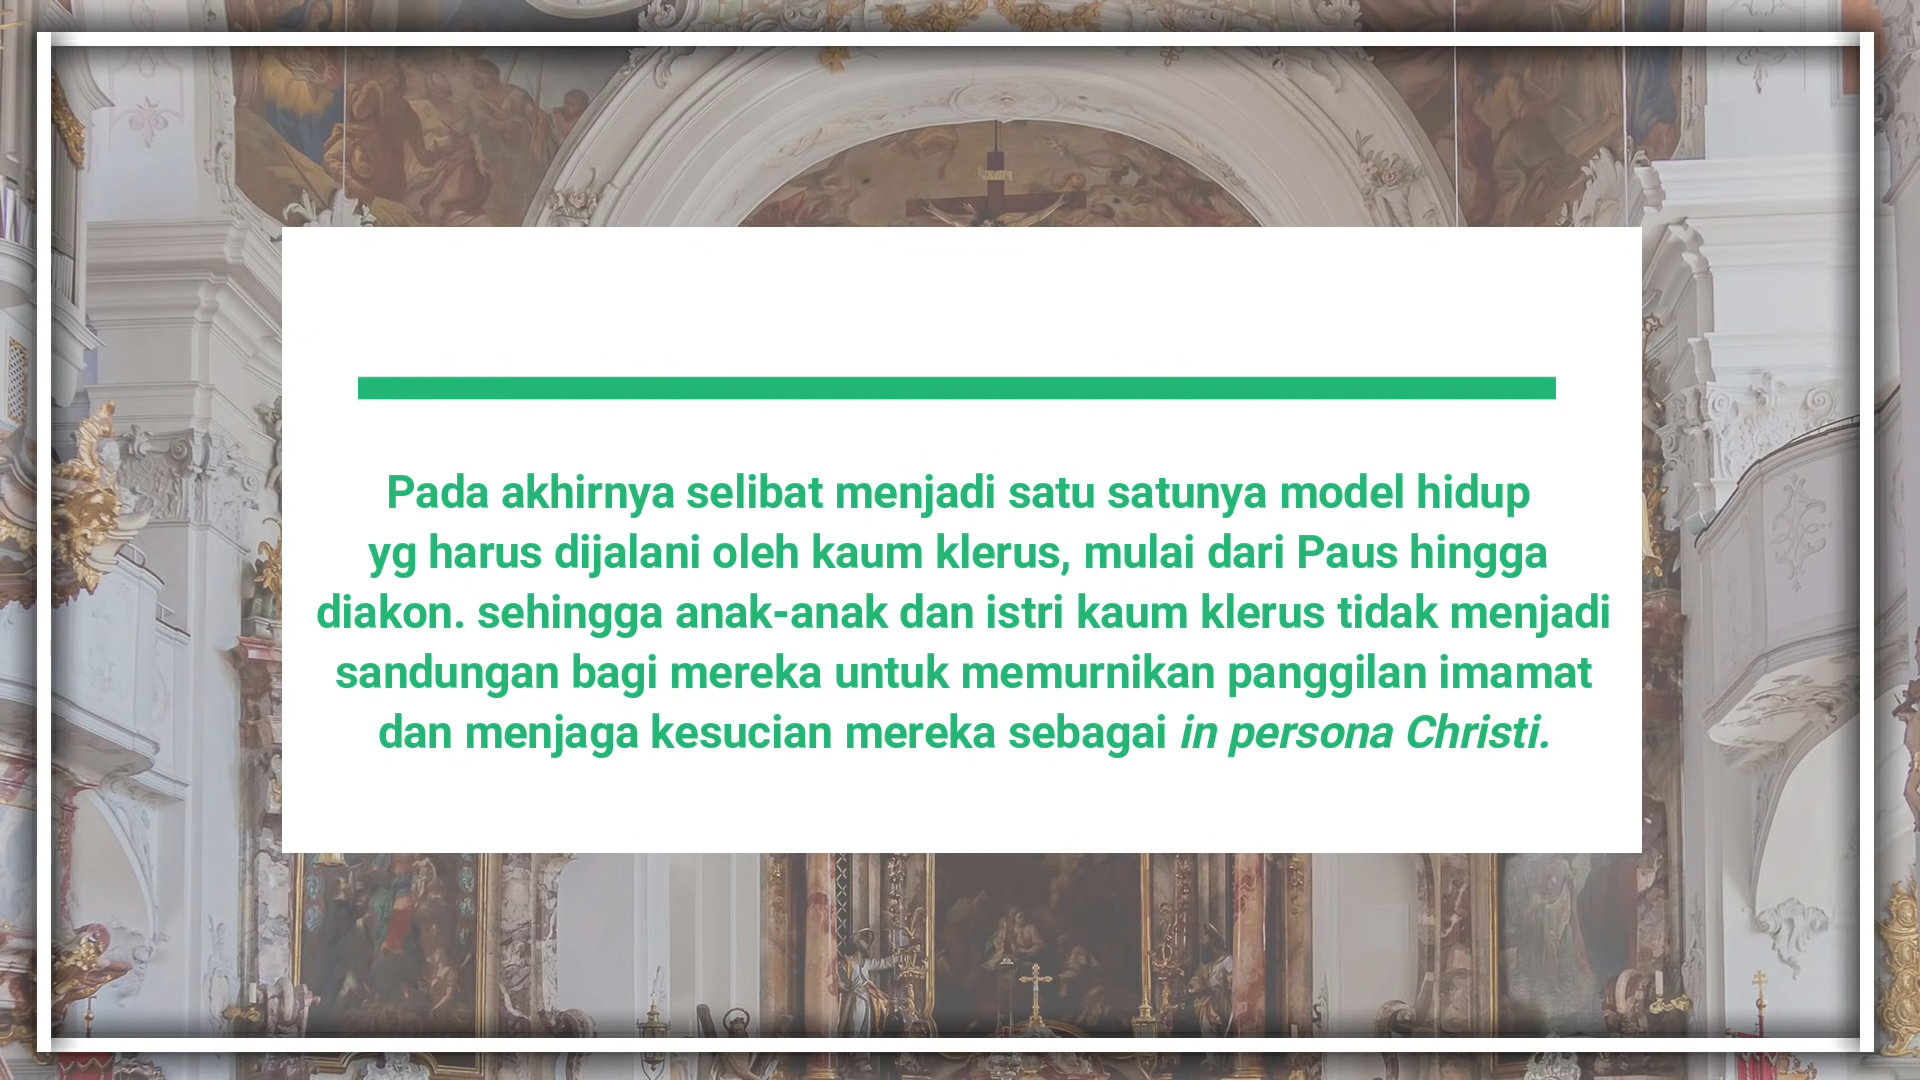 Pada akhirnya selibat menjadi satu satunya model hidup
yg harus dijalani oleh kaum klerus, mulai dari Paus hingga
diakon. sehingga anak-anak dan istri kaum klerus tidak menjadi
sandungan bagi mereka untuk memurnikan panggilan imamat
dan menjaga kesucian mereka sebagai in persona Christi.